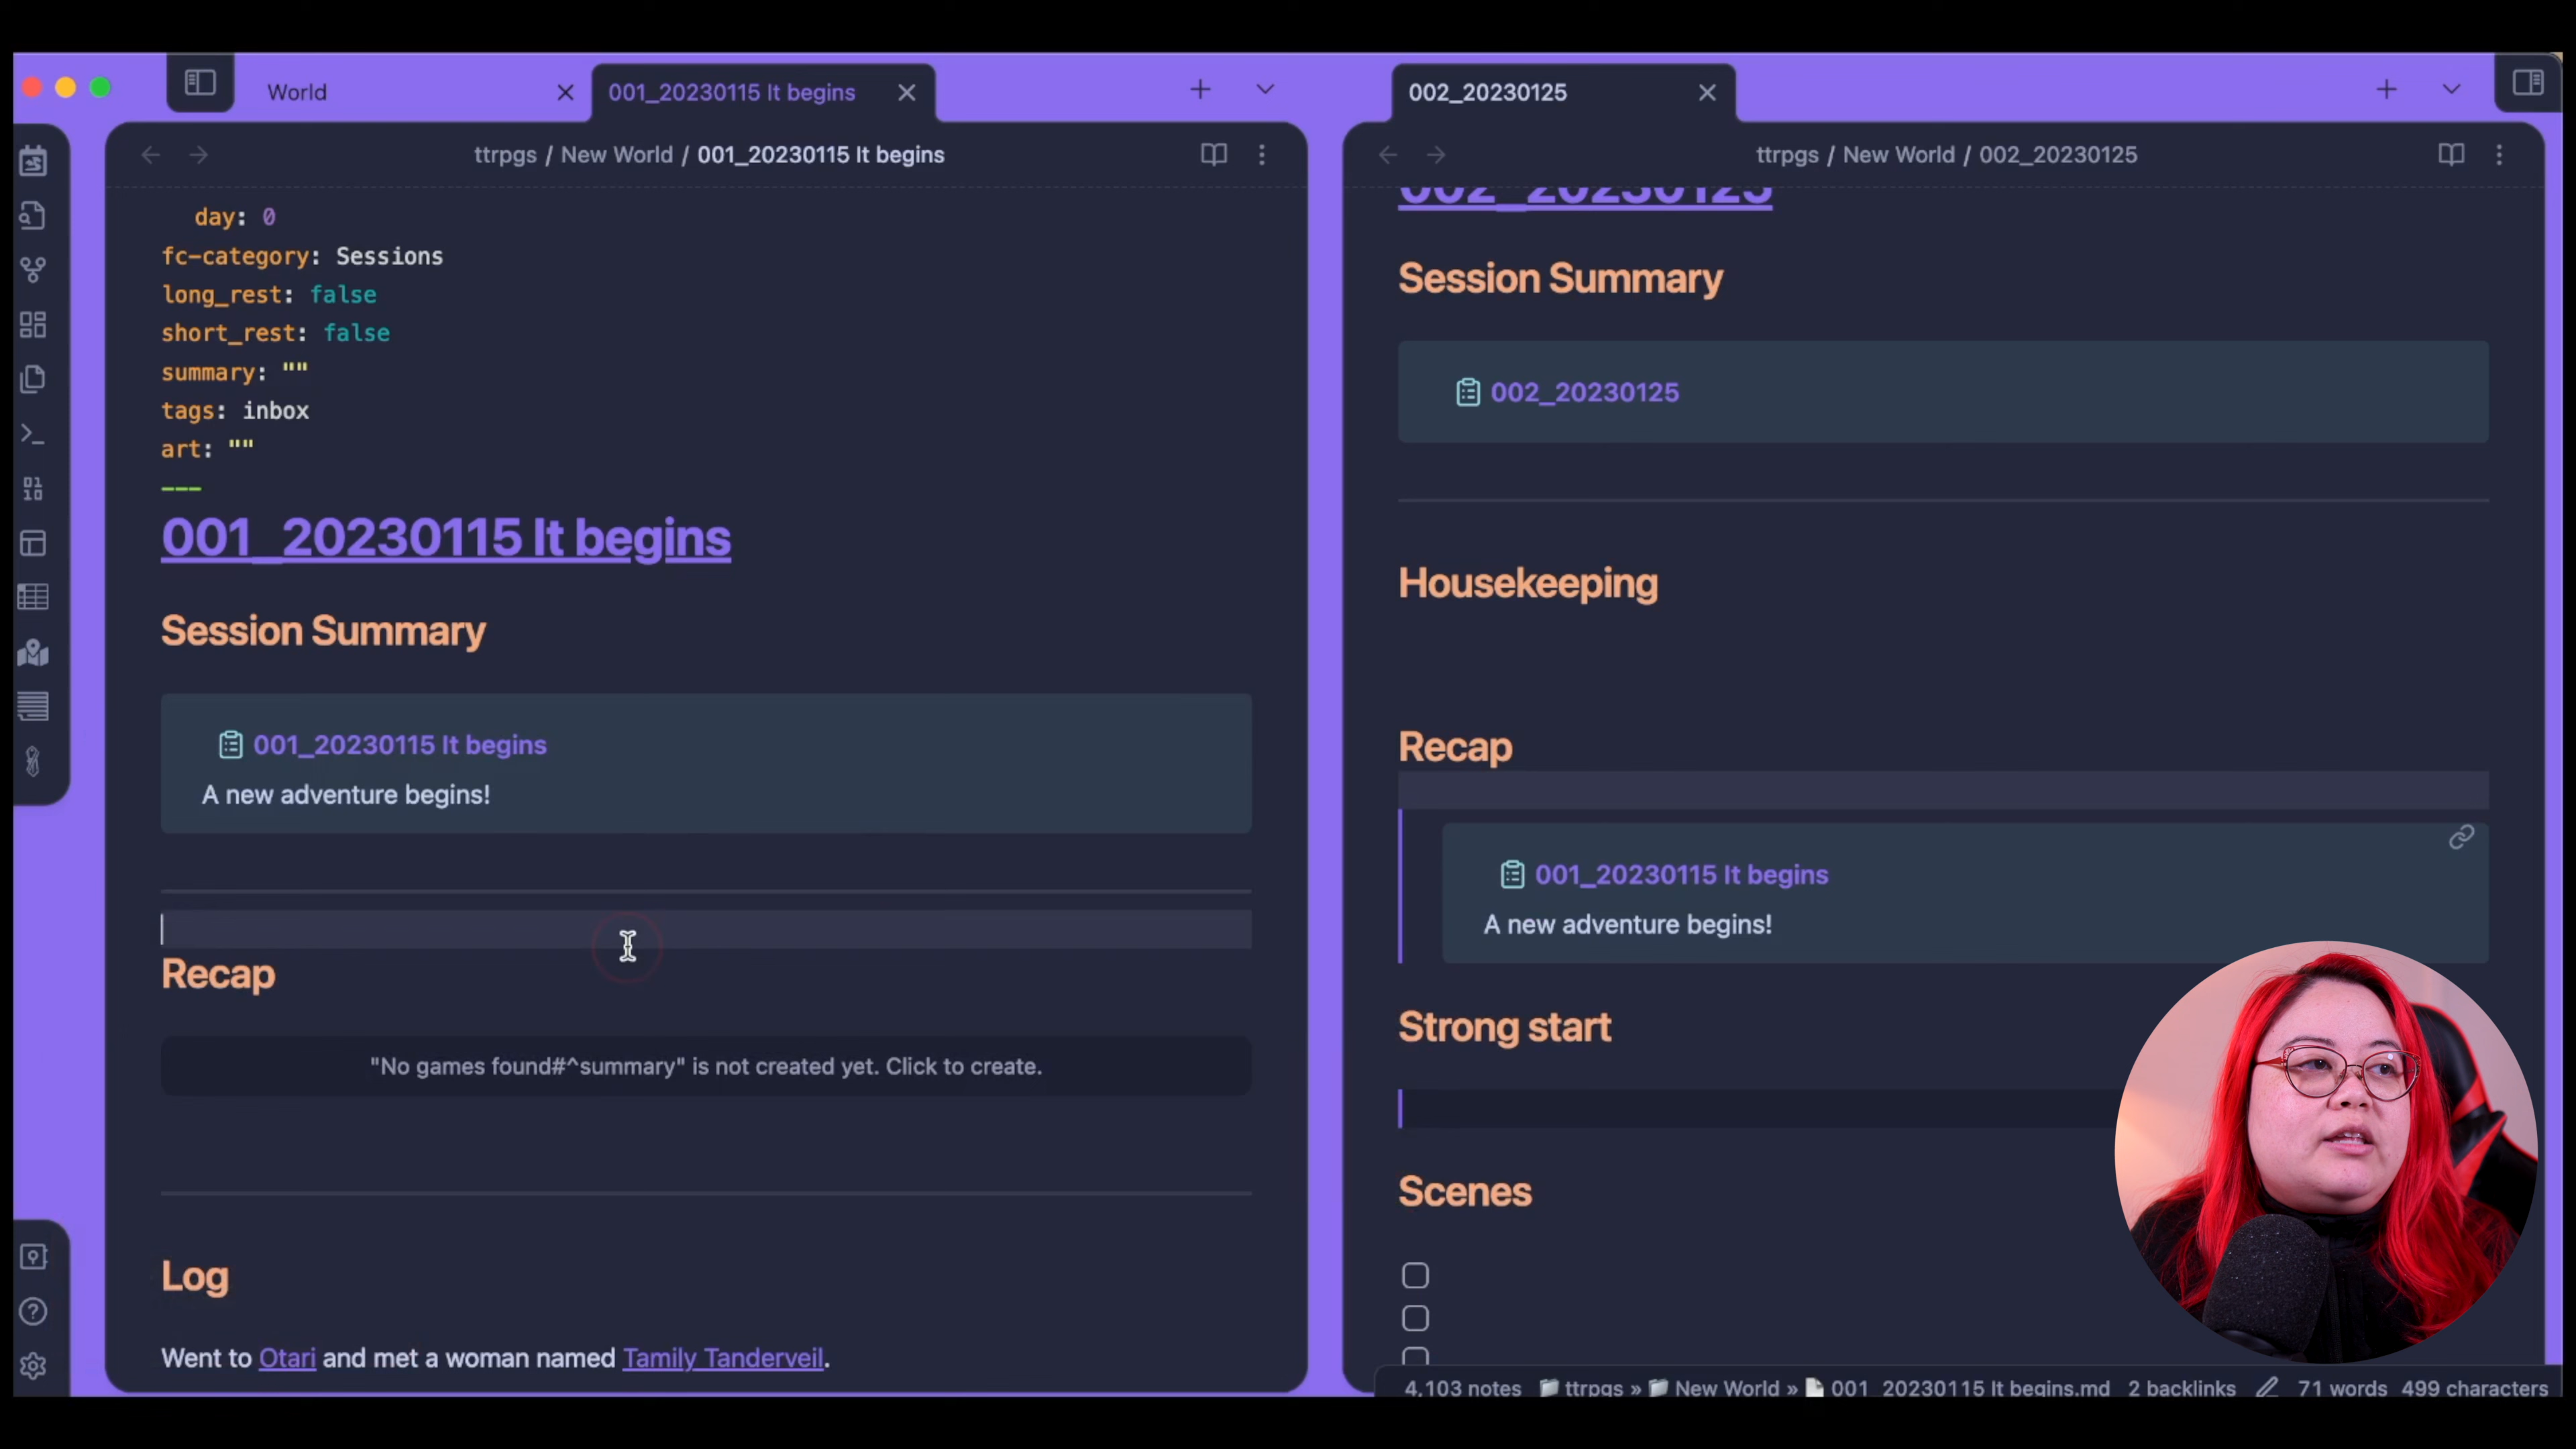 World
001_20230115 It begins
002_20230125
ttrpgs / New World / 001_20230115 It begins
day: 0
fc-category: Sessions
long_rest: false
short_rest: false
summary: ""
tags: inbox
art: ""
---
001_20230115 It begins
Session Summary
001_20230115 It begins
A new adventure begins!
Recap
"No games found#^summary" is not created yet. Click to create.
Log
Went to Otari and met a woman named Tamily Tanderveil.
ttrpgs / New World / 002_20230125
002_20230125
Session Summary
002_20230125
Housekeeping
Recap
001_20230115 It begins
A new adventure begins!
Strong start
Scenes
4,103 notes ttrpgs » New World » 001_20230115 It begins.md 2 backlinks 71 words 499 characters